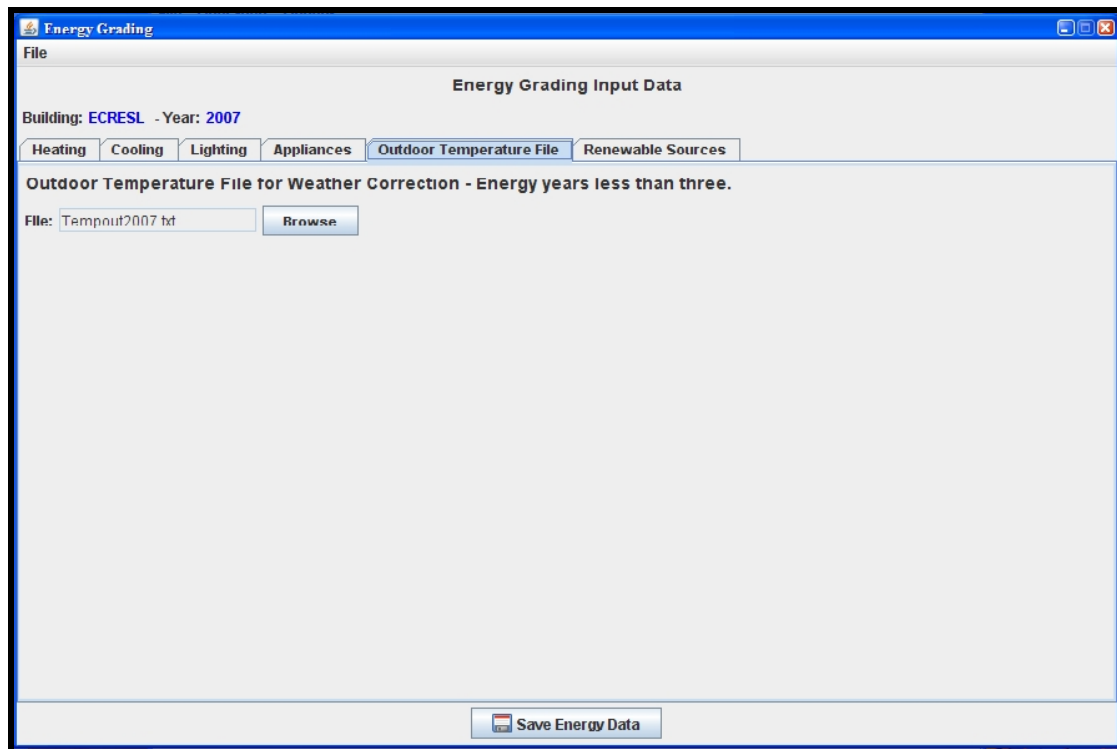 Energy Grading
File
Energy Grading Input Data
Building: ECRESL - Year: 2007
Heating Cooling Lighting Appliances Outdoor Temperature File Renewable Sources
Outdoor Temperature File for Weather Correction - Energy years less than three.
File: Tempout2007.txt Browse
Save Energy Data